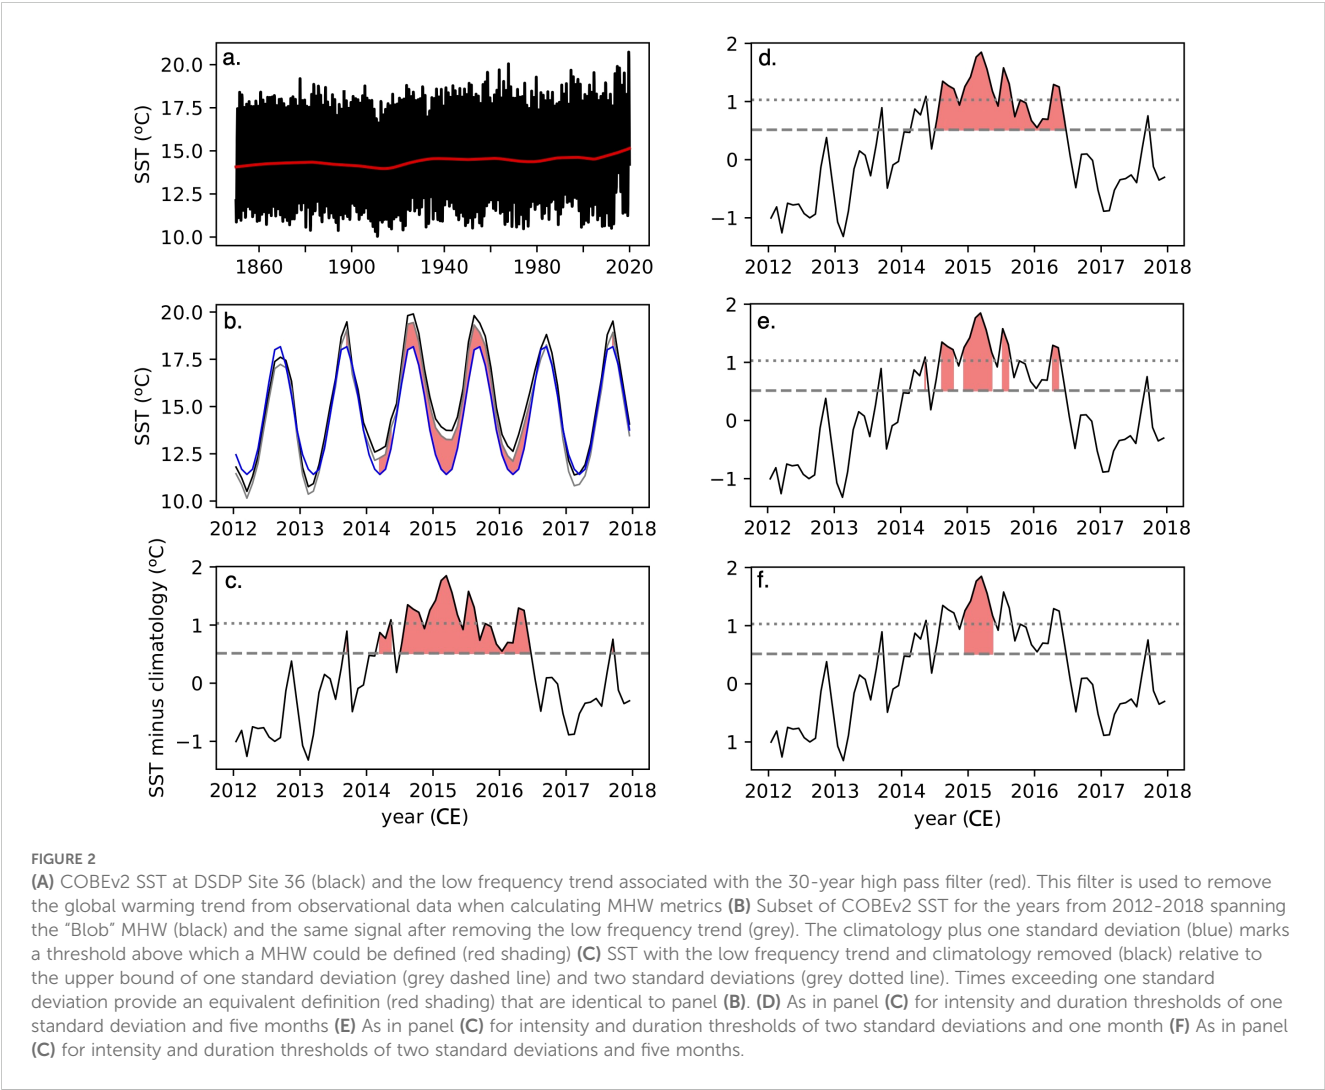 a.
20.0
17.5
15.0
12.5
10.0
SST (ºC)
1860 1900 1940 1980 2020
b.
20.0
17.5
15.0
12.5
10.0
SST (ºC)
2012 2013 2014 2015 2016 2017 2018
c.
2
1
0
−1
SST minus climatology (ºC)
2012 2013 2014 2015 2016 2017 2018
year (CE)
d.
2
1
0
−1
2012 2013 2014 2015 2016 2017 2018
e.
2
1
0
−1
2012 2013 2014 2015 2016 2017 2018
f.
2
1
0
1
2012 2013 2014 2015 2016 2017 2018
year (CE)
FIGURE 2
(A) COBEv2 SST at DSDP Site 36 (black) and the low frequency trend associated with the 30-year high pass filter (red). This filter is used to remove
the global warming trend from observational data when calculating MHW metrics (B) Subset of COBEv2 SST for the years from 2012-2018 spanning
the “Blob” MHW (black) and the same signal after removing the low frequency trend (grey). The climatology plus one standard deviation (blue) marks
a threshold above which a MHW could be defined (red shading) (C) SST with the low frequency trend and climatology removed (black) relative to
the upper bound of one standard deviation (grey dashed line) and two standard deviations (grey dotted line). Times exceeding one standard
deviation provide an equivalent definition (red shading) that are identical to panel (B). (D) As in panel (C) for intensity and duration thresholds of one
standard deviation and five months (E) As in panel (C) for intensity and duration thresholds of two standard deviations and one month (F) As in panel
(C) for intensity and duration thresholds of two standard deviations and five months.